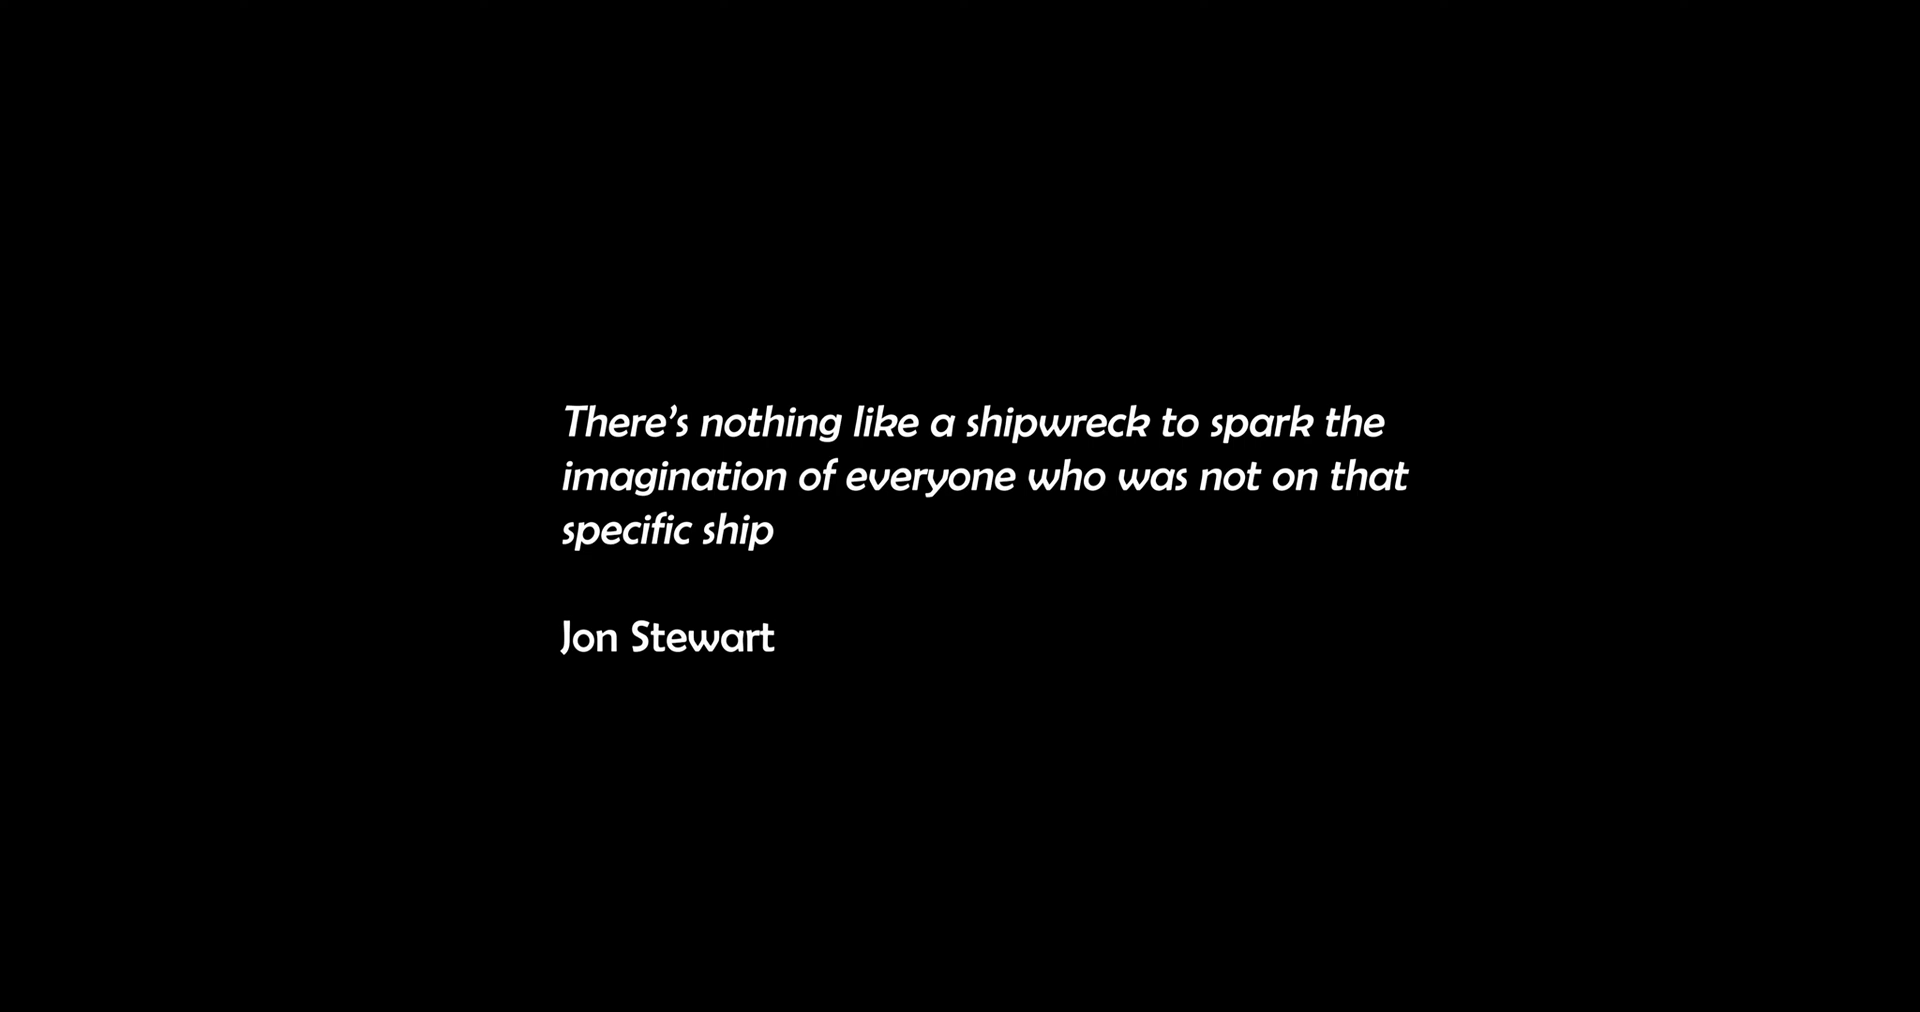 There’s nothing like a shipwreck to spark the
imagination of everyone who was not on that
specific ship
Jon Stewart